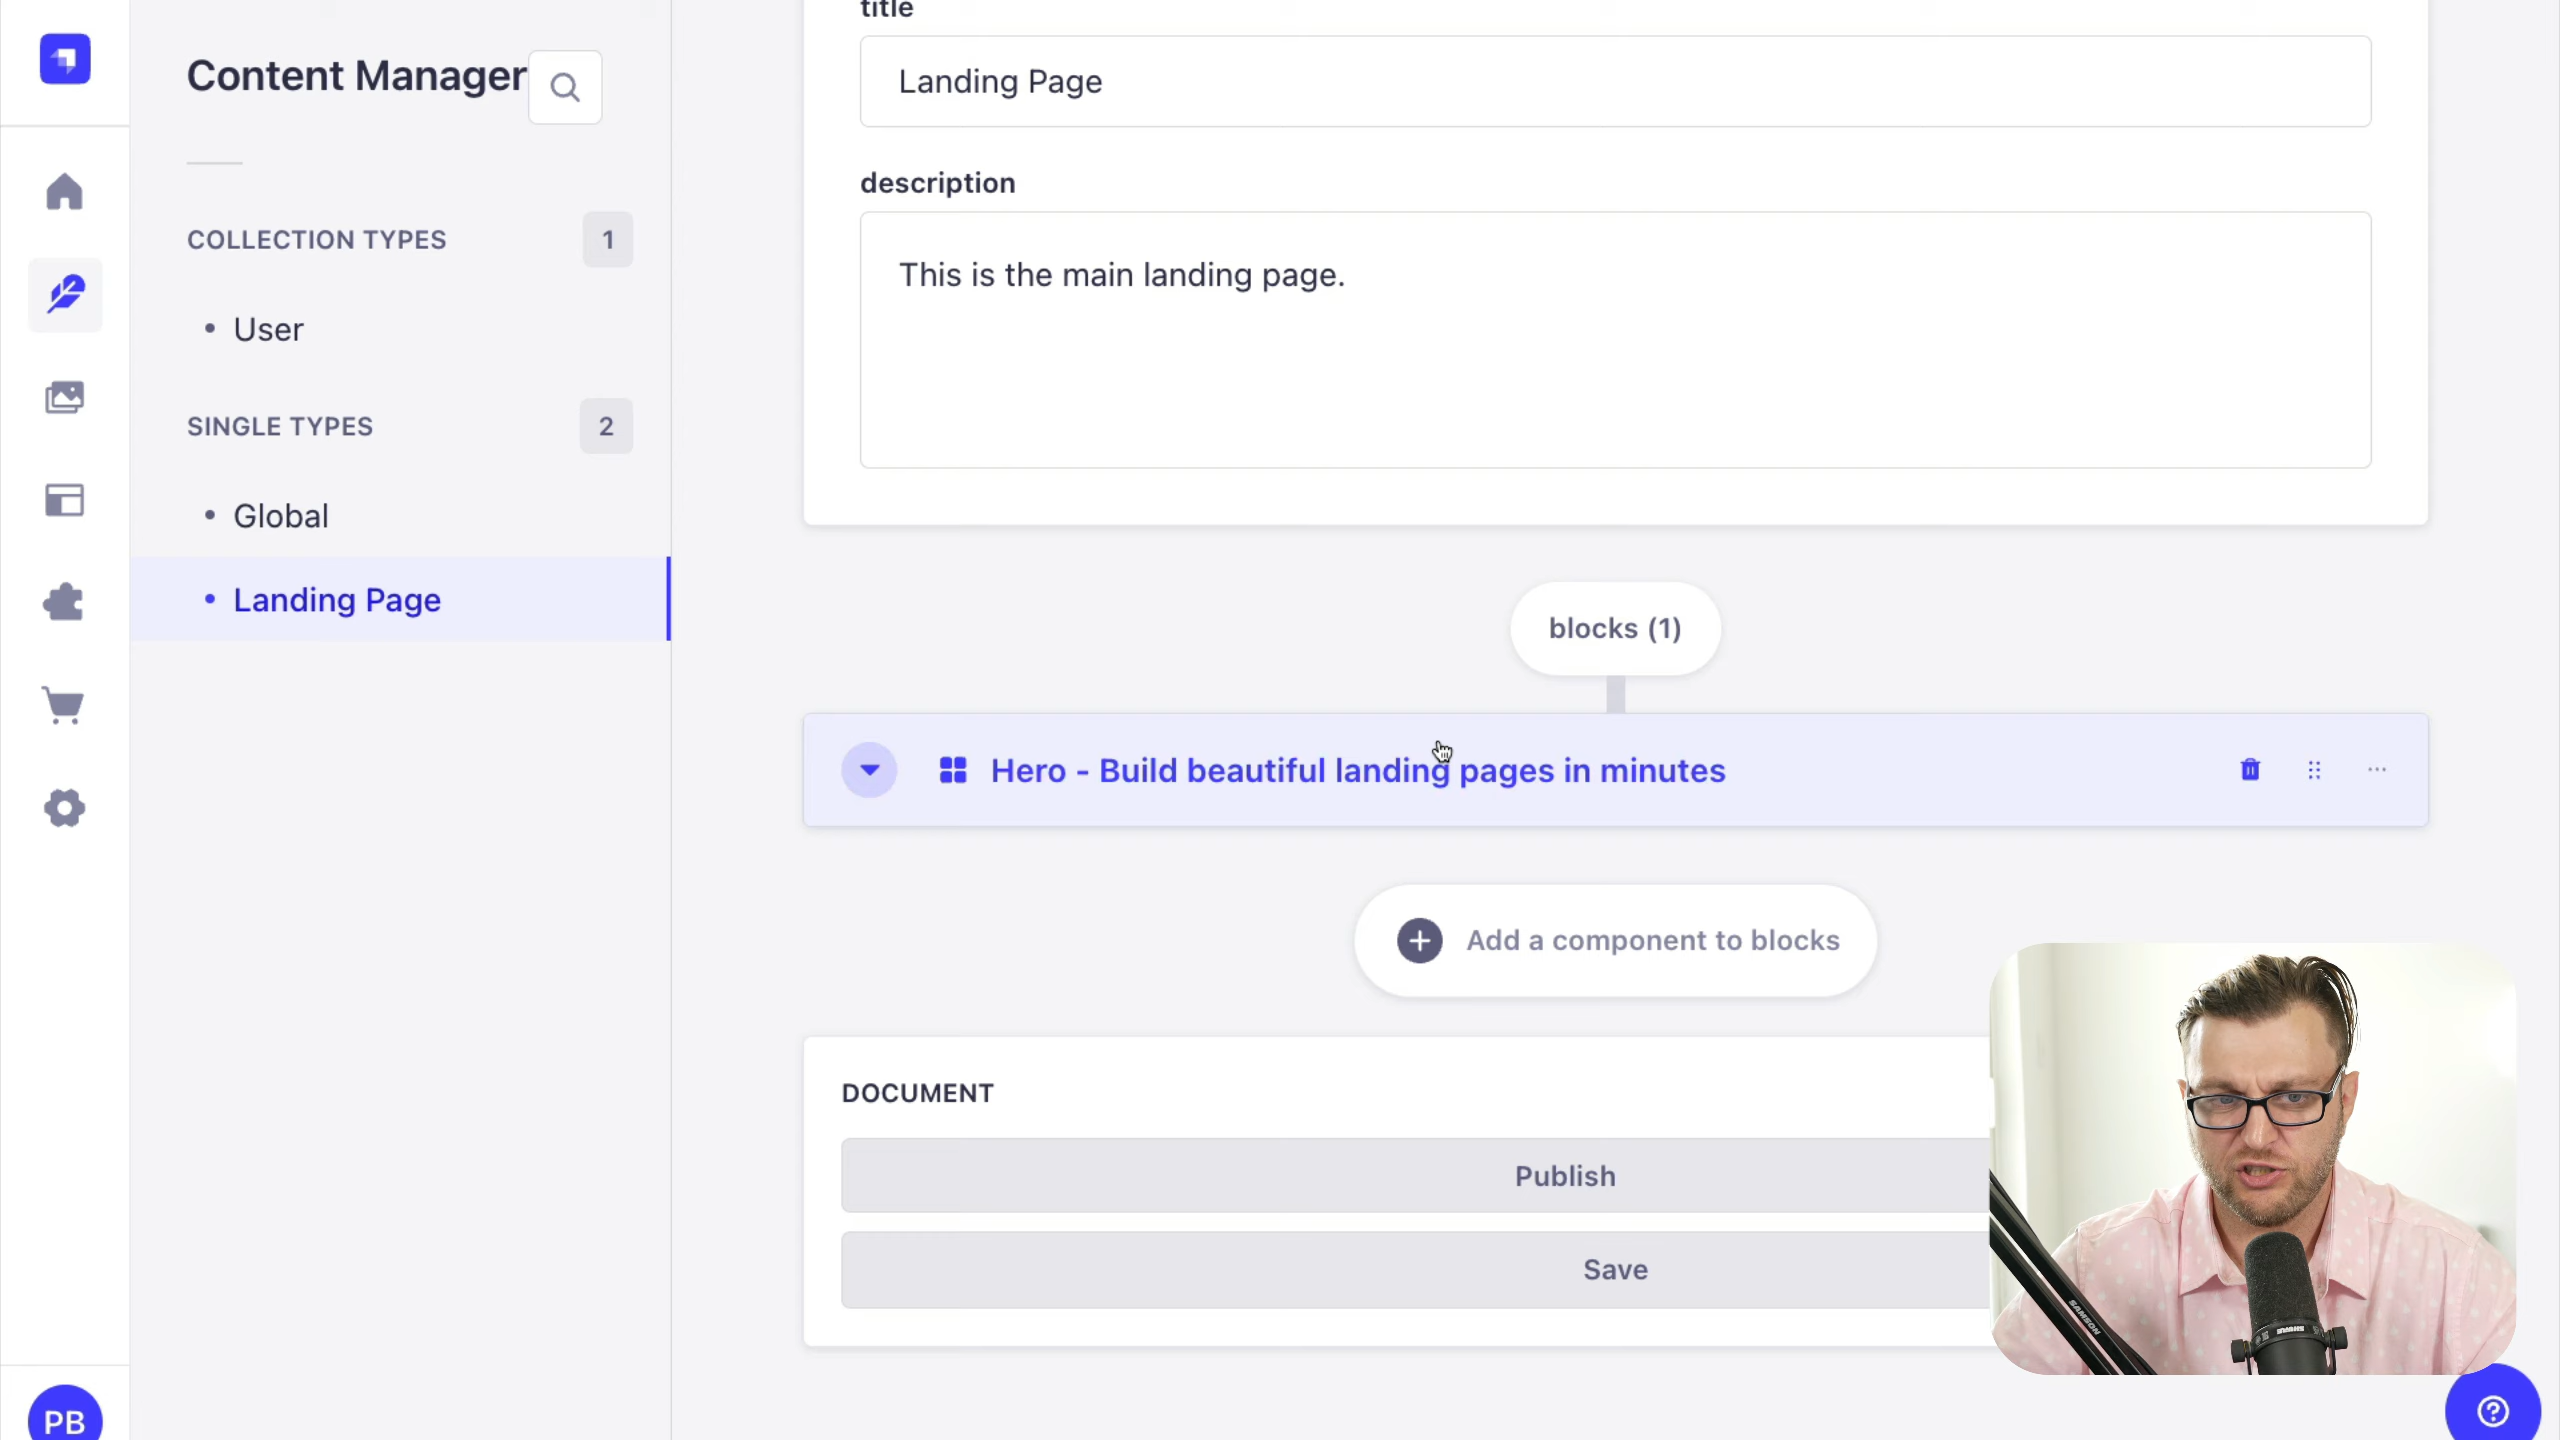 Content Manager
COLLECTION TYPES 1
• User
SINGLE TYPES 2
• Global
• Landing Page
PB
title
Landing Page
description
This is the main landing page.
blocks (1)
Hero - Build beautiful landing pages in minutes
Add a component to blocks
DOCUMENT
Publish
Save
SAMSON
SHURE